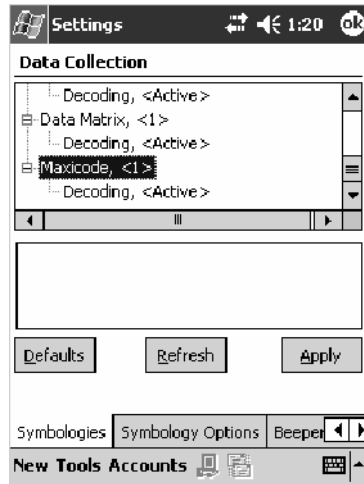 Settings 1:20 ok
Data Collection
Decoding, <Active>
Data Matrix, <1>
Decoding, <Active>
Maxicode, <1>
Decoding, <Active>
Defaults Refresh Apply
Symbologies Symbology Options Beeper
New Tools Accounts